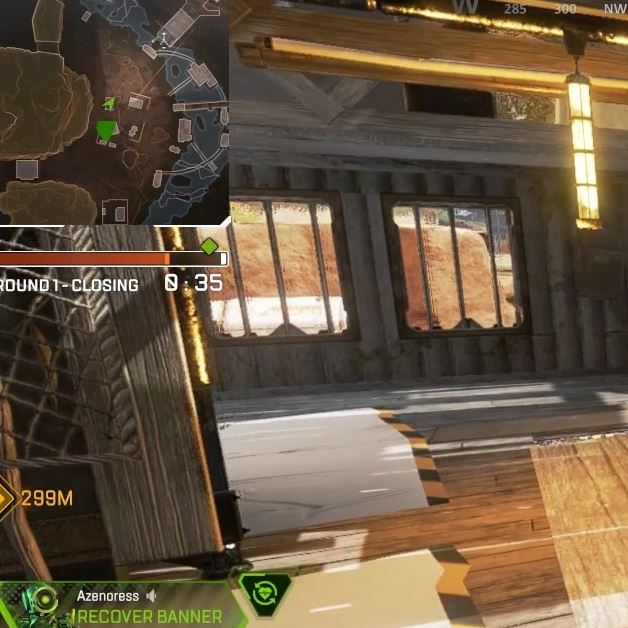 W 285 300 NW
ROUND 1 - CLOSING 0:35
299M
Azenoress
RECOVER BANNER